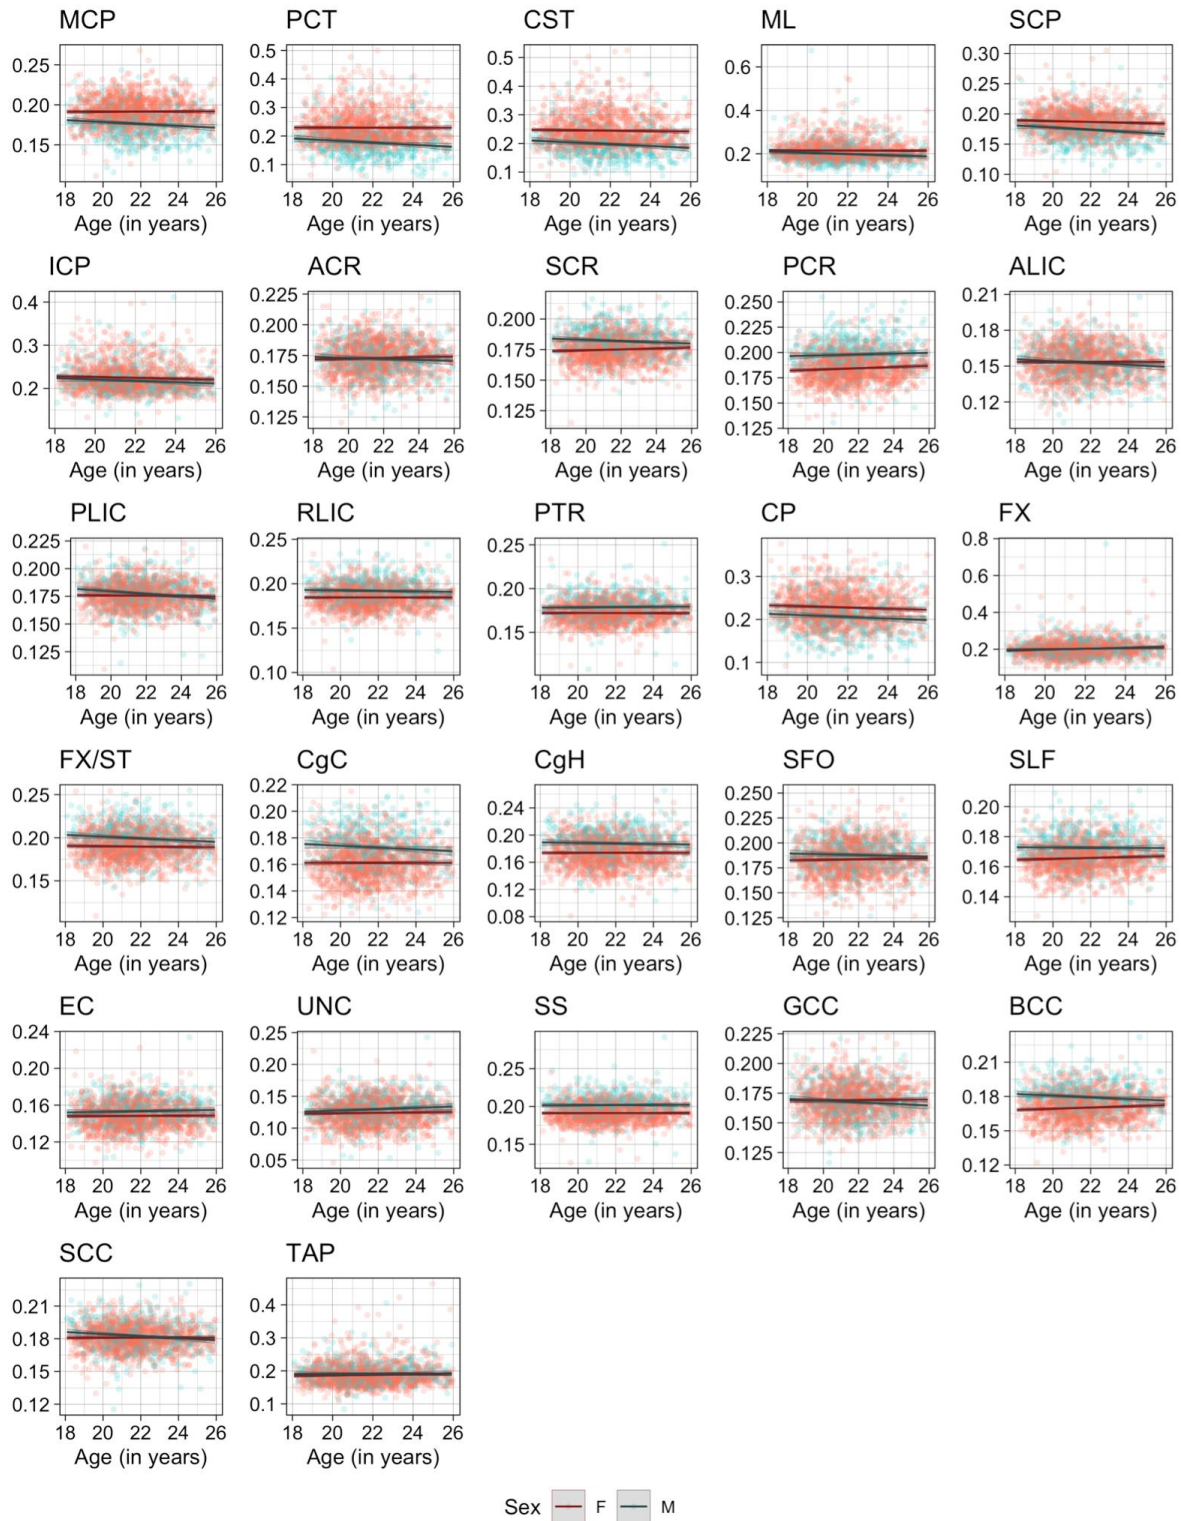 MCP PCT CST ML SCP
0.25 0.20 0.15
0.5 0.4 0.3 0.2 0.1
0.5 0.4 0.3 0.2 0.1
0.6 0.4 0.2
0.30 0.25 0.20 0.15 0.10
18 20 22 24 26 18 20 22 24 26 18 20 22 24 26 18 20 22 24 26 18 20 22 24 26
Age (in years) Age (in years) Age (in years) Age (in years) Age (in years)
ICP ACR SCR PCR ALIC
0.4 0.3 0.2
0.225 0.200 0.175 0.150 0.125
0.200 0.175 0.150 0.125
0.250 0.225 0.200 0.175 0.150 0.125
0.21 0.18 0.15 0.12
18 20 22 24 26 18 20 22 24 26 18 20 22 24 26 18 20 22 24 26 18 20 22 24 26
Age (in years) Age (in years) Age (in years) Age (in years) Age (in years)
PLIC RLIC PTR CP FX
0.225 0.200 0.175 0.150 0.125
0.25 0.20 0.15 0.10
0.25 0.20 0.15
0.3 0.2 0.1
0.8 0.6 0.4 0.2
18 20 22 24 26 18 20 22 24 26 18 20 22 24 26 18 20 22 24 26 18 20 22 24 26
Age (in years) Age (in years) Age (in years) Age (in years) Age (in years)
FX/ST CgC CgH SFO SLF
0.25 0.20 0.15
0.22 0.20 0.18 0.16 0.14 0.12
0.24 0.20 0.16 0.12 0.08
0.250 0.225 0.200 0.175 0.150 0.125
0.20 0.18 0.16 0.14
18 20 22 24 26 18 20 22 24 26 18 20 22 24 26 18 20 22 24 26 18 20 22 24 26
Age (in years) Age (in years) Age (in years) Age (in years) Age (in years)
EC UNC SS GCC BCC
0.24 0.20 0.16 0.12
0.25 0.20 0.15 0.10 0.05
0.25 0.20 0.15
0.225 0.200 0.175 0.150 0.125
0.21 0.18 0.15 0.12
18 20 22 24 26 18 20 22 24 26 18 20 22 24 26 18 20 22 24 26 18 20 22 24 26
Age (in years) Age (in years) Age (in years) Age (in years) Age (in years)
SCC TAP
0.21 0.18 0.15 0.12
0.4 0.3 0.2 0.1
18 20 22 24 26 18 20 22 24 26
Age (in years) Age (in years)
Sex F M